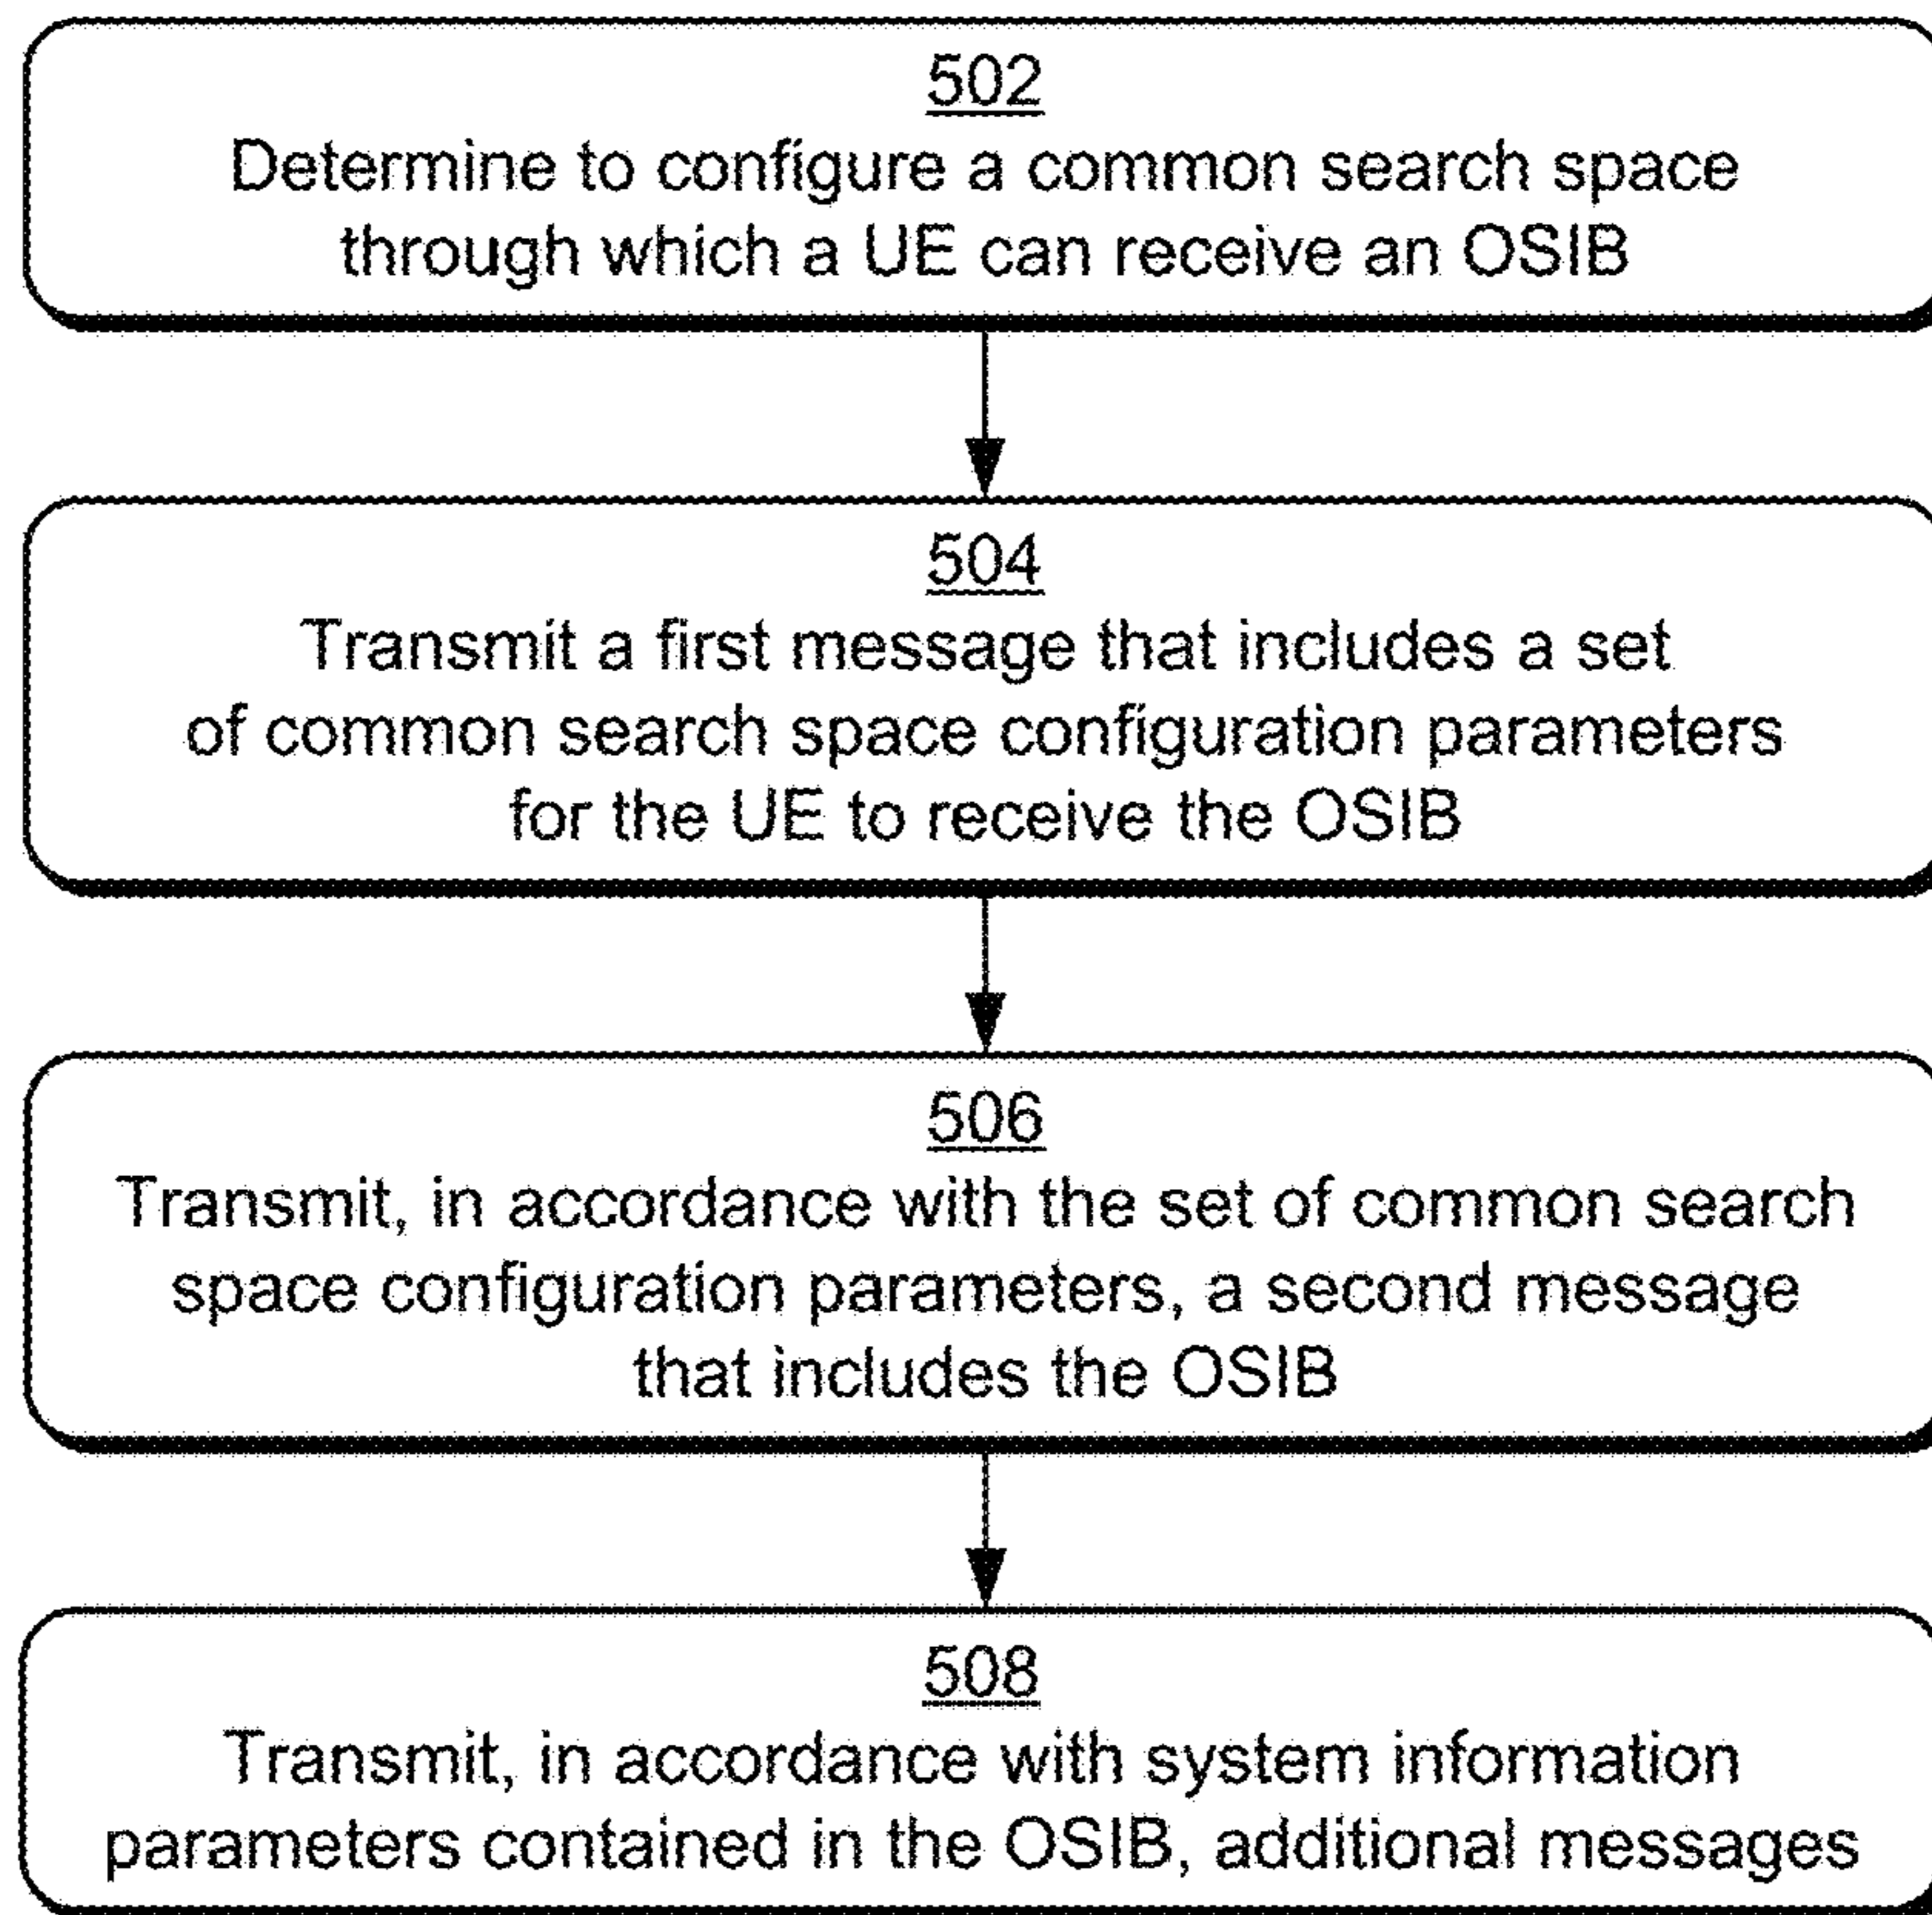 502
Determine to configure a common search space
through which a UE can receive an OSIB
504
Transmit a first message that includes a set
of common search space configuration parameters
for the UE to receive the OSIB
506
Transmit, in accordance with the set of common search
space configuration parameters, a second message
that includes the OSIB
508
Transmit, in accordance with system information
parameters contained in the OSIB, additional messages